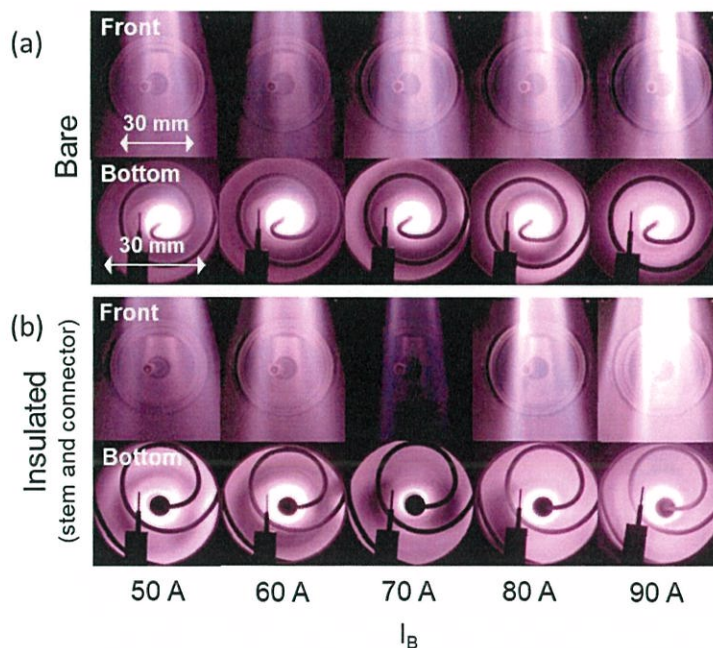 (a)
Bare
Front
30 mm
Bottom
30 mm
(b)
Insulated
(stem and connector)
Front
Bottom
50 A
60 A
70 A
80 A
90 A
I_B